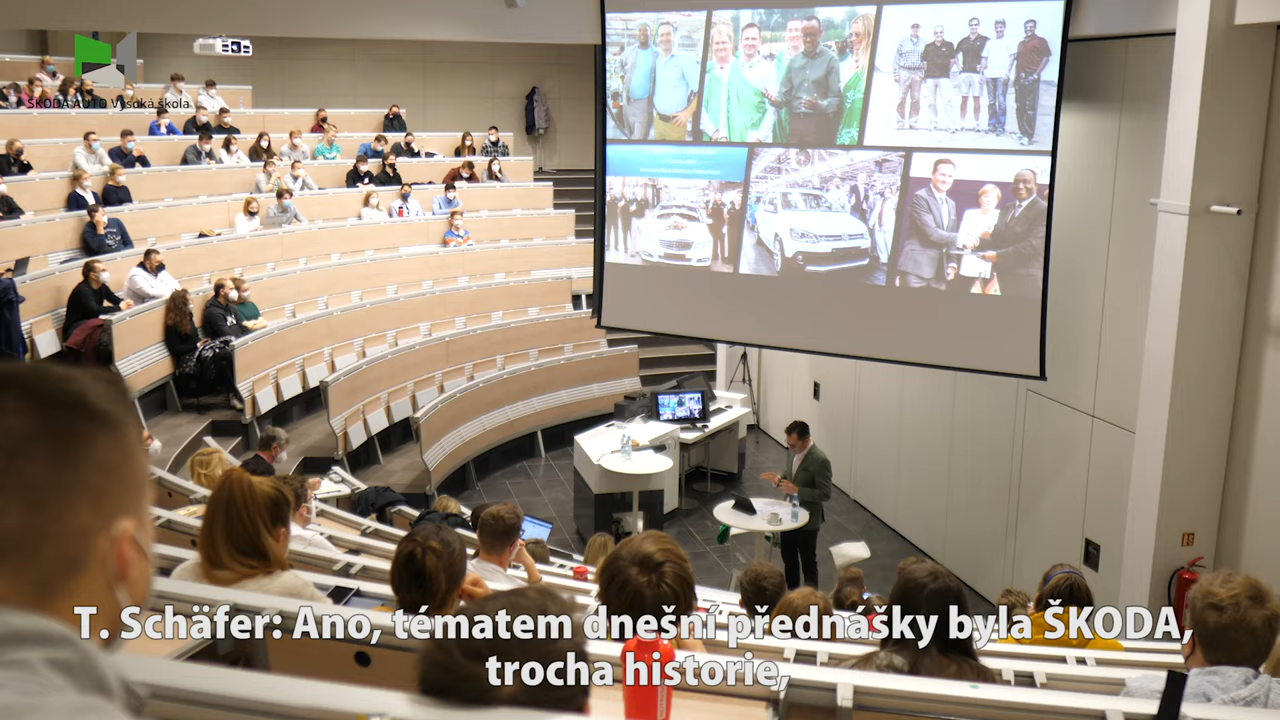 ŠKODA AUTO Vysoká škola
T. Schäfer: Ano, tématem dnešní přednášky byla ŠKODA,
trocha historie,